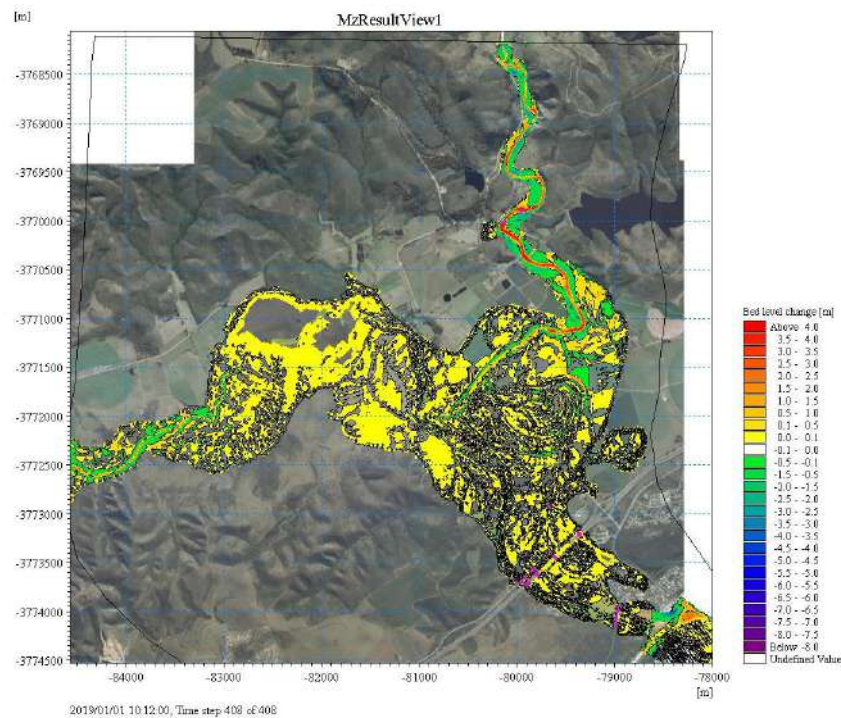 [m]
MzResultView1
-3768500
-3769000
-3769500
-3770000
-3770500
-3771000
-3771500
-3772000
-3772500
-3773000
-3773500
-3774000
-3774500
-84000 -83000 -82000 -81000 -80000 -79000 -78000
[m]
Bed level change [m]
Above 4.0
3.5 - 4.0
3.0 - 3.5
2.5 - 3.0
2.0 - 2.5
1.5 - 2.0
1.0 - 1.5
0.5 - 1.0
0.1 - 0.5
0.0 - 0.1
-0.1 - 0.0
-0.5 - -0.1
-1.5 - -0.5
-2.0 - -1.5
-2.5 - -2.0
-3.0 - -2.5
-3.5 - -3.0
-4.0 - -3.5
-4.5 - -4.0
-5.0 - -4.5
-5.5 - -5.0
-6.0 - -5.5
-6.5 - -6.0
-7.0 - -6.5
-7.5 - -7.0
-8.0 - -7.5
Below -8.0
Undefined Value
2019/01/01 10:12:00, Time step 408 of 408